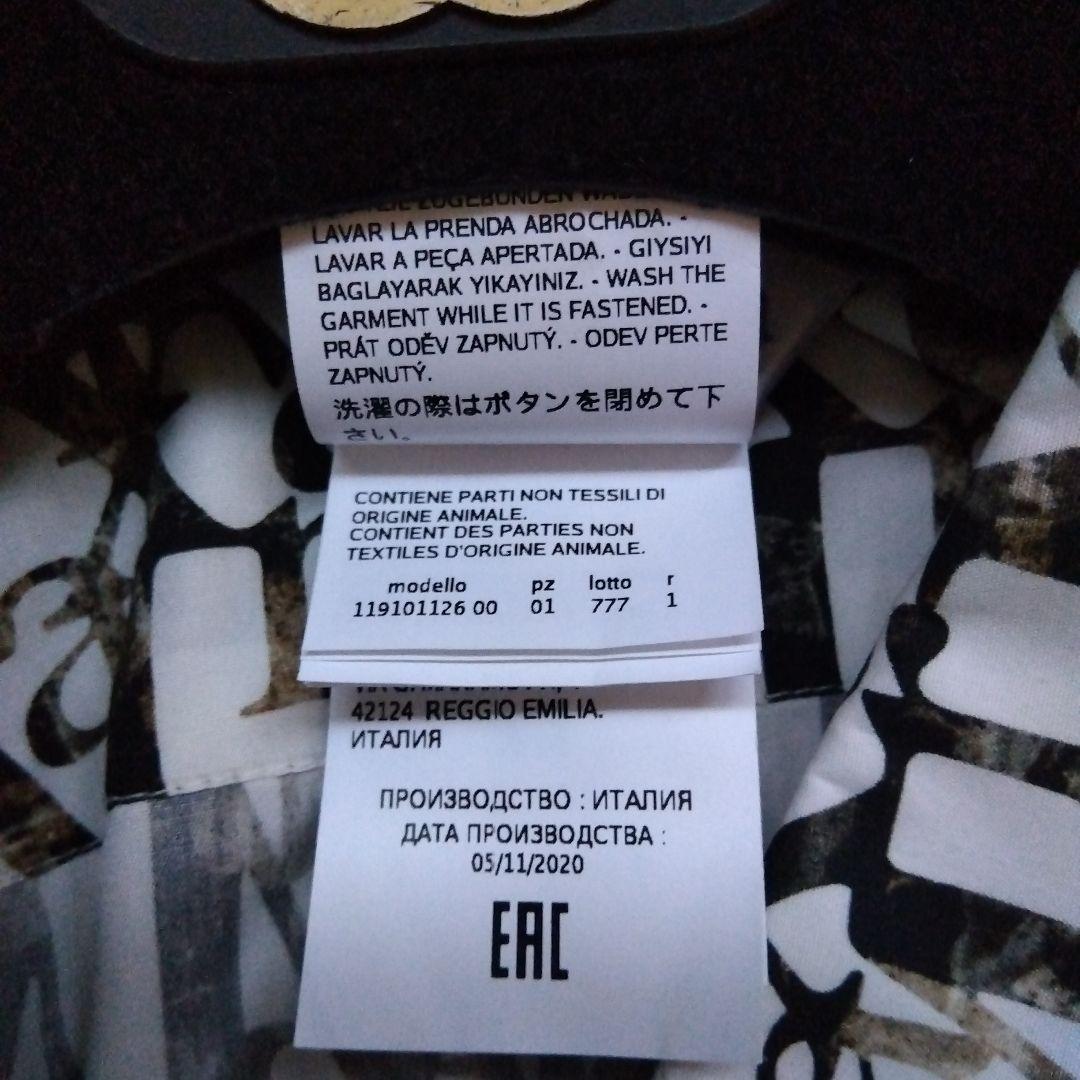 ZUGEBUNDEN
LAVAR LA PRENDA ABROCHADA. -
LAVAR A PEÇA APERTADA. - GIYSIYI
BAGLAYARAK YIKAYINIZ. - WASH THE
GARMENT WHILE IT IS FASTENED. -
PRÁT ODĚV ZAPNUTÝ. - ODEV PERTE
ZAPNUTÝ.
洗濯の際はボタンを閉めて下
さい。
CONTIENE PARTI NON TESSILI DI
ORIGINE ANIMALE.
CONTIENT DES PARTIES NON
TEXTILES D'ORIGINE ANIMALE.
modello pz lotto r
119101126 00 01 777 1
42124 REGGIO EMILIA.
ИТАЛИЯ
ПРОИЗВОДСТВО : ИТАЛИЯ
ДАТА ПРОИЗВОДСТВА :
05/11/2020
EAC